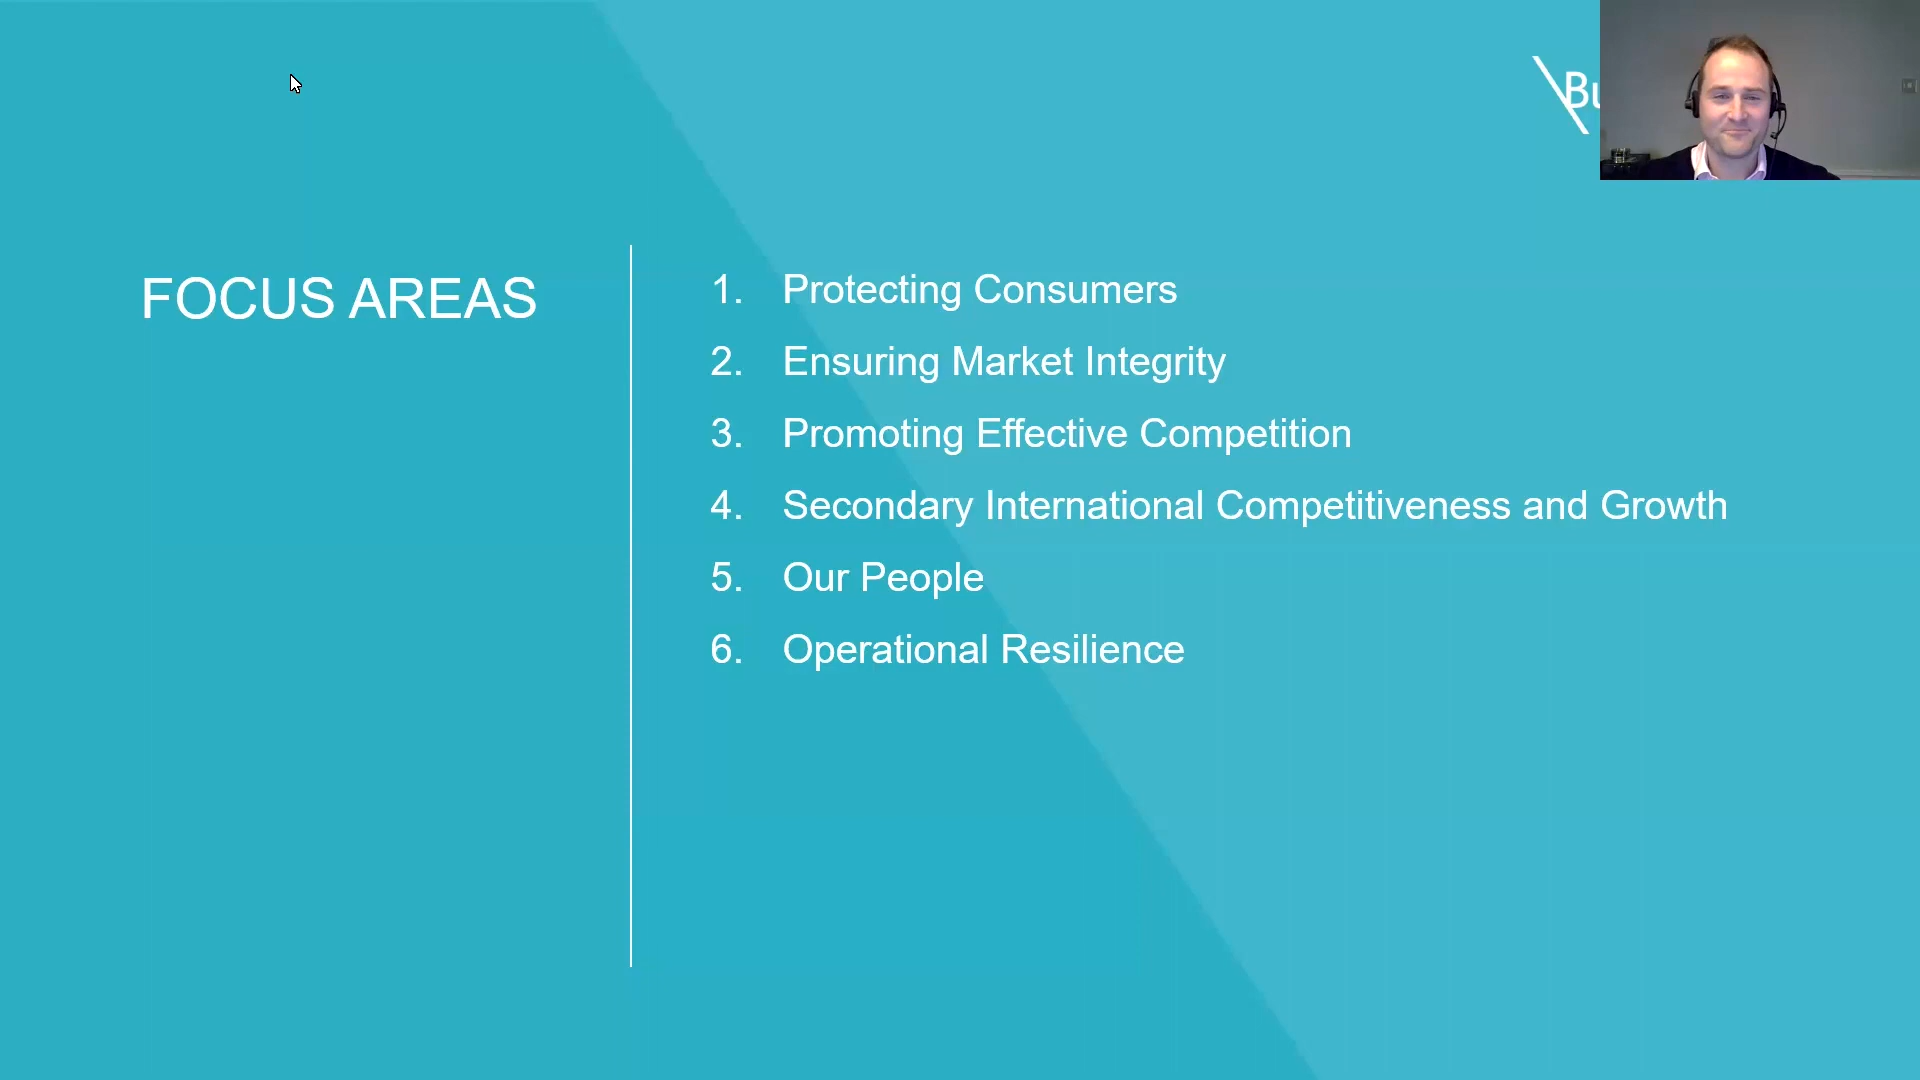 FOCUS AREAS
1. Protecting Consumers
2. Ensuring Market Integrity
3. Promoting Effective Competition
4. Secondary International Competitiveness and Growth
5. Our People
6. Operational Resilience